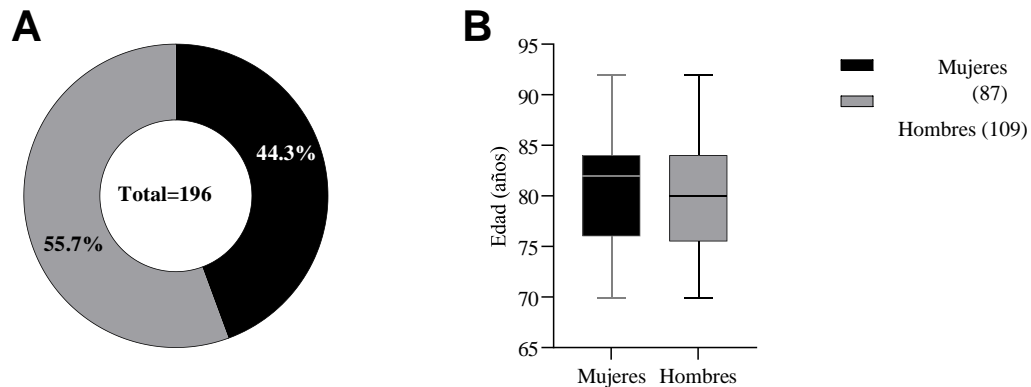 A
44.3%
Total=196
55.7%
B
95
90
85
80
75
70
65
Edad (años)
Mujeres Hombres
Mujeres
(87)
Hombres (109)